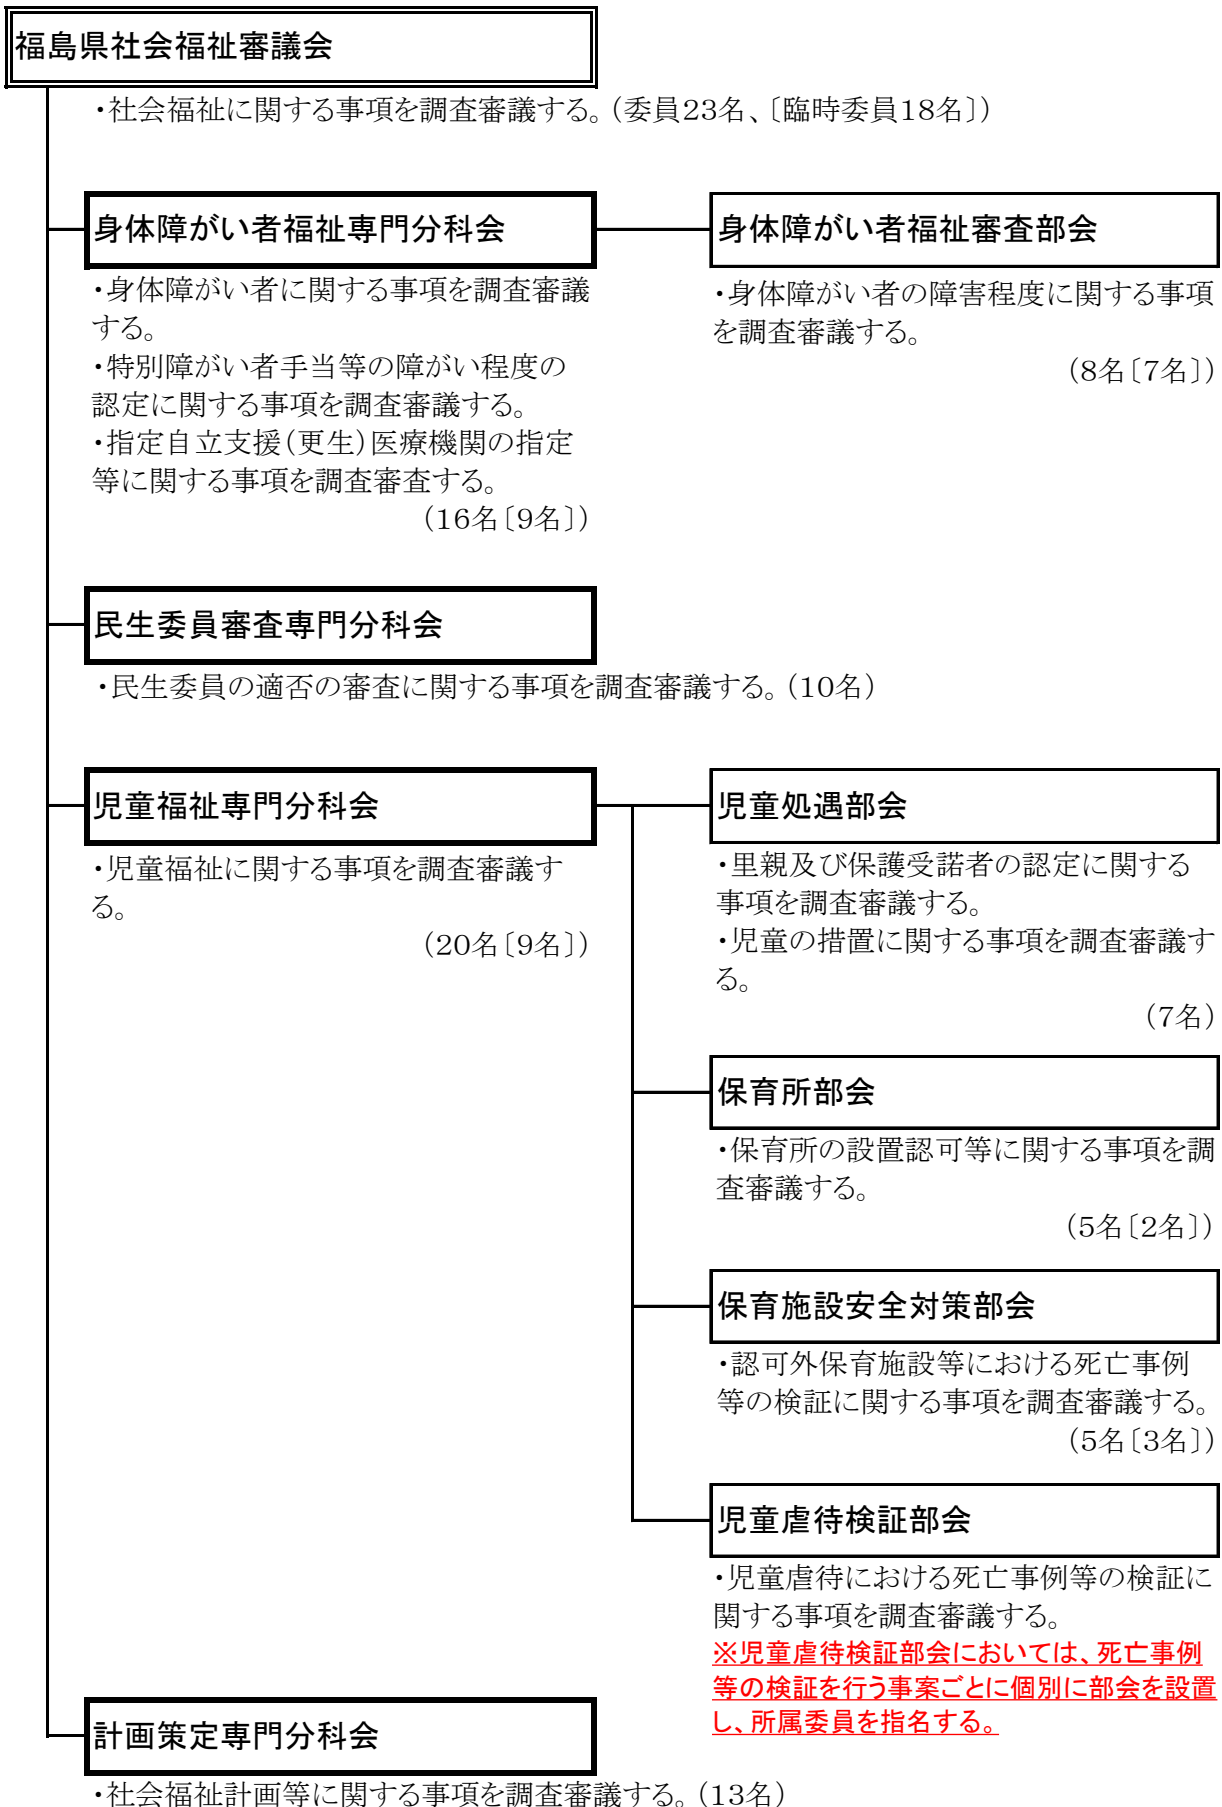 福島県社会福祉審議会
・社会福祉に関する事項を調査審議する。（委員23名、〔臨時委員18名〕）
身体障がい者福祉専門分科会
・身体障がい者に関する事項を調査審議
する。
・特別障がい者手当等の障がい程度の
認定に関する事項を調査審議する。
・指定自立支援（更生）医療機関の指定
等に関する事項を調査審査する。
（16名〔9名〕）
身体障がい者福祉審査部会
・身体障がい者の障害程度に関する事項
を調査審議する。
（8名〔7名〕）
民生委員審査専門分科会
・民生委員の適否の審査に関する事項を調査審議する。（10名）
児童福祉専門分科会
・児童福祉に関する事項を調査審議す
る。
（20名〔9名〕）
児童処遇部会
・里親及び保護受諾者の認定に関する
事項を調査審議する。
・児童の措置に関する事項を調査審議す
る。
（7名）
保育所部会
・保育所の設置認可等に関する事項を調
査審議する。
（5名〔2名〕）
保育施設安全対策部会
・認可外保育施設等における死亡事例
等の検証に関する事項を調査審議する。
（5名〔3名〕）
児童虐待検証部会
・児童虐待における死亡事例等の検証に
関する事項を調査審議する。
※児童虐待検証部会においては、死亡事例
等の検証を行う事案ごとに個別に部会を設置
し、所属委員を指名する。
計画策定専門分科会
・社会福祉計画等に関する事項を調査審議する。（13名）